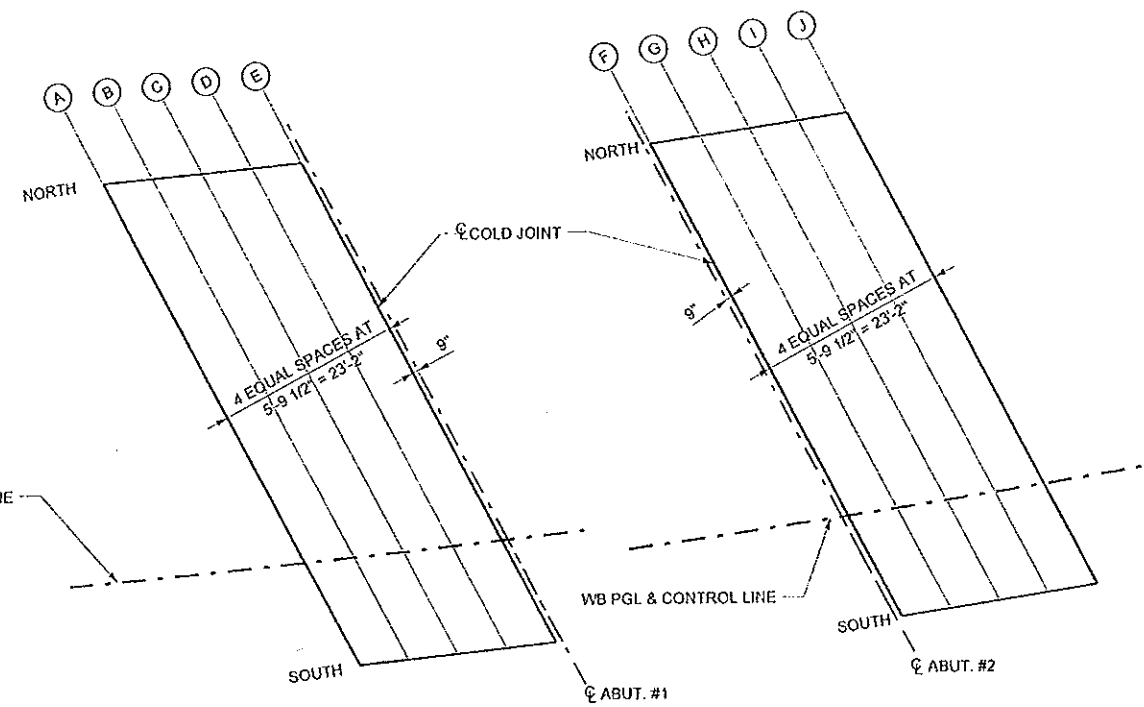 A
B
C
D
E
F
G
H
I
J
NORTH
NORTH
℄ COLD JOINT
9"
4 EQUAL SPACES AT
5'-9 1/2" = 23'-2"
9"
4 EQUAL SPACES AT
5'-9 1/2" = 23'-2"
WB PGL & CONTROL LINE
SOUTH
SOUTH
℄ ABUT. #1
℄ ABUT. #2